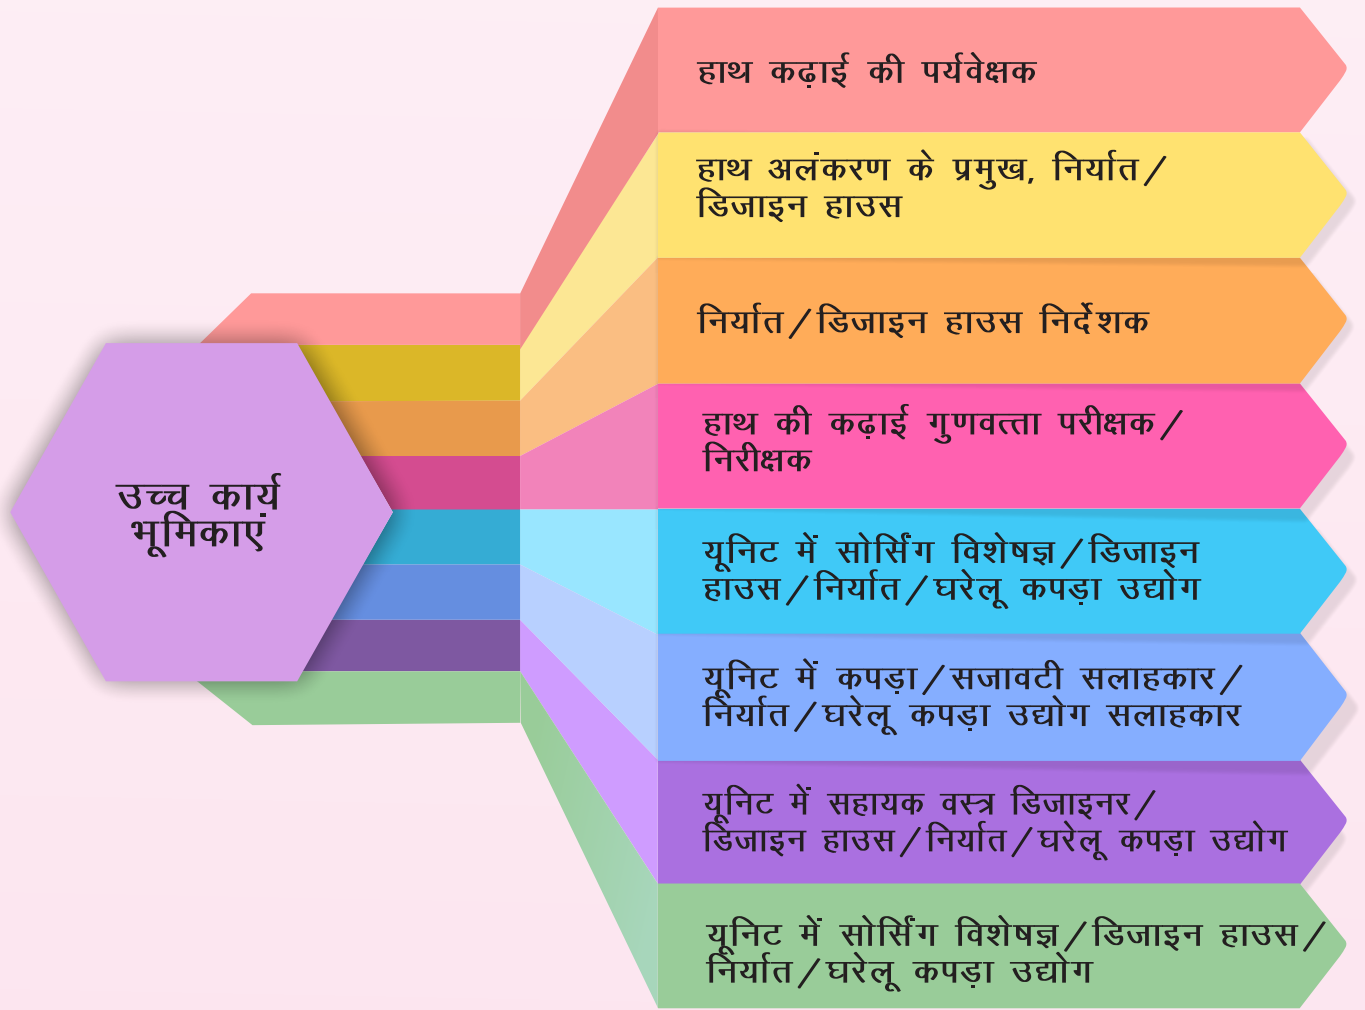 उच्च कार्य
भूमिकाएं
हाथ कढ़ाई की पर्यवेक्षक
हाथ अलंकरण के प्रमुख, निर्यात/
डिजाइन हाउस
निर्यात/डिजाइन हाउस निर्देशक
हाथ की कढ़ाई गुणवत्ता परीक्षक/
निरीक्षक
यूनिट में सोर्सिंग विशेषज्ञ/डिजाइन
हाउस/निर्यात/घरेलू कपड़ा उद्योग
यूनिट में कपड़ा/सजावटी सलाहकार/
निर्यात/घरेलू कपड़ा उद्योग सलाहकार
यूनिट में सहायक वस्त्र डिजाइनर/
डिजाइन हाउस/निर्यात/घरेलू कपड़ा उद्योग
यूनिट में सोर्सिंग विशेषज्ञ/डिजाइन हाउस/
निर्यात/घरेलू कपड़ा उद्योग